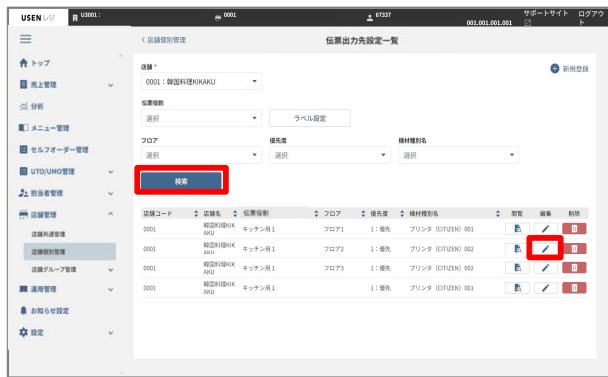 USEN レジ
U3001：
0001
67337
001.001.001.001
サポートサイト
ログアウト
トップ
売上管理
分析
メニュー管理
セルフオーダー管理
UTO/UMO管理
担当者管理
店舗管理
店舗共通管理
店舗個別管理
店舗グループ管理
運用管理
お知らせ設定
設定
< 店舗個別管理
伝票出力先設定一覧
店舗 *
新規登録
0001：韓国料理KIKAKU
伝票役割
選択
ラベル設定
フロア
優先度
機材種別名
選択
選択
選択
検索
店舗コード 店舗名 伝票役割 フロア 優先度 機材種別名 閲覧 編集 削除
0001 韓国料理KIKAKU キッチン用１ フロア1 1：優先 プリンタ（CITIZEN）001
0001 韓国料理KIKAKU キッチン用１ フロア2 1：優先 プリンタ（CITIZEN）002
0001 韓国料理KIKAKU キッチン用１ フロア3 1：優先 プリンタ（CITIZEN）002
0001 韓国料理KIKAKU キッチン用１ 1：優先 プリンタ（CITIZEN）001